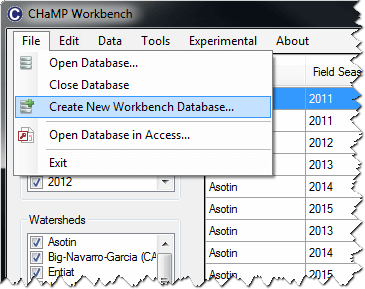 CHaMP Workbench
File Edit Data Tools Experimental About
Open Database...
Close Database
Create New Workbench Database...
Open Database in Access...
Exit
Field Seas
2011
2011
2012
2013
Asotin 2014
Asotin 2015
Asotin 2013
Asotin 2014
Asotin 2015
2012
Watersheds
Asotin
Big-Navarro-Garcia (CA
Entiat